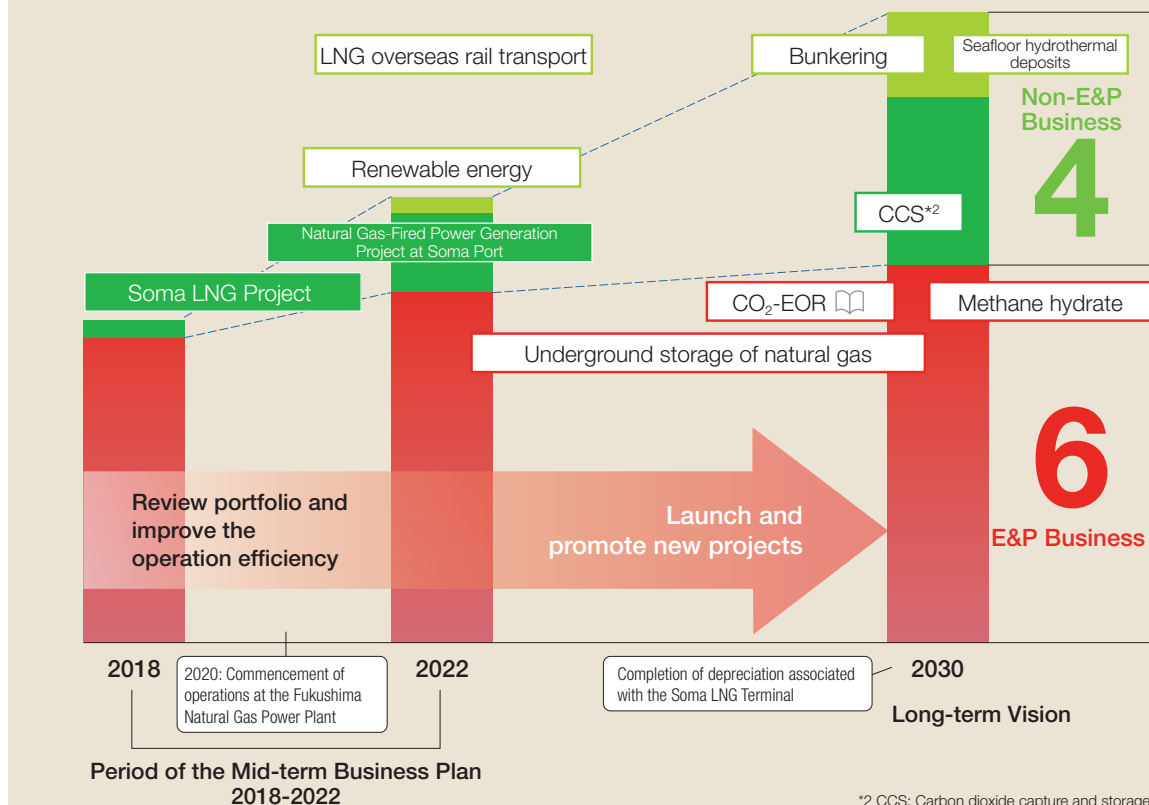 LNG overseas rail transport
Bunkering
Seafloor hydrothermal
deposits
Non-E&P
Business
4
Renewable energy
CCS*2
Natural Gas-Fired Power Generation
Project at Soma Port
Soma LNG Project
CO₂-EOR
Methane hydrate
Underground storage of natural gas
6
E&P Business
Review portfolio and
improve the
operation efficiency
Launch and
promote new projects
2018
2020: Commencement of
operations at the Fukushima
Natural Gas Power Plant
2022
Completion of depreciation associated
with the Soma LNG Terminal
2030
Long-term Vision
Period of the Mid-term Business Plan
2018-2022
*2 CCS: Carbon dioxide capture and storage